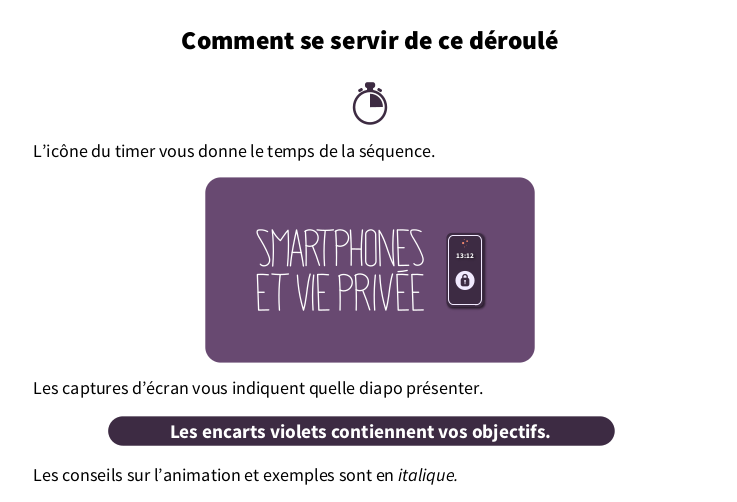 Comment se servir de ce déroulé
L'icône du timer vous donne le temps de la séquence.
SMARTPHONES
ET VIE PRIVÉE
13:12
Les captures d'écran vous indiquent quelle diapo présenter.
Les encarts violets contiennent vos objectifs.
Les conseils sur l'animation et exemples sont en italique.